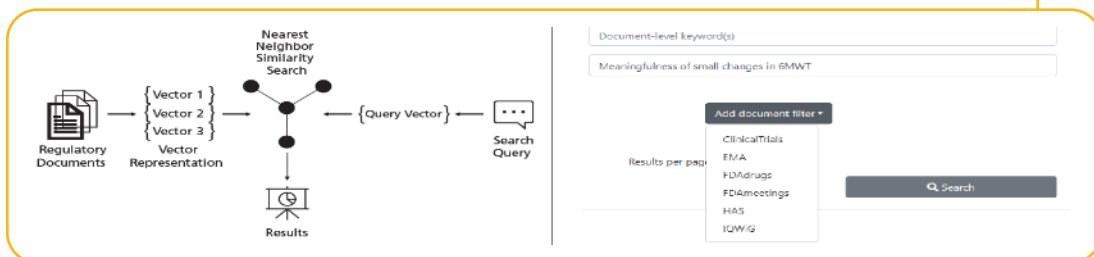 Nearest
Neighbor
Similarity
Search
{Vector 1}
{Vector 2}
{Vector 3}
{Query Vector}
Regulatory
Documents
Vector
Representation
Search
Query
Results
Document-level keyword(s)
Meaningfulness of small changes in 6MWT
Add document filter
ClinicalTrials
EMA
FDAdrugs
FDAmeetings
HAS
IQWiG
Results per page
Search